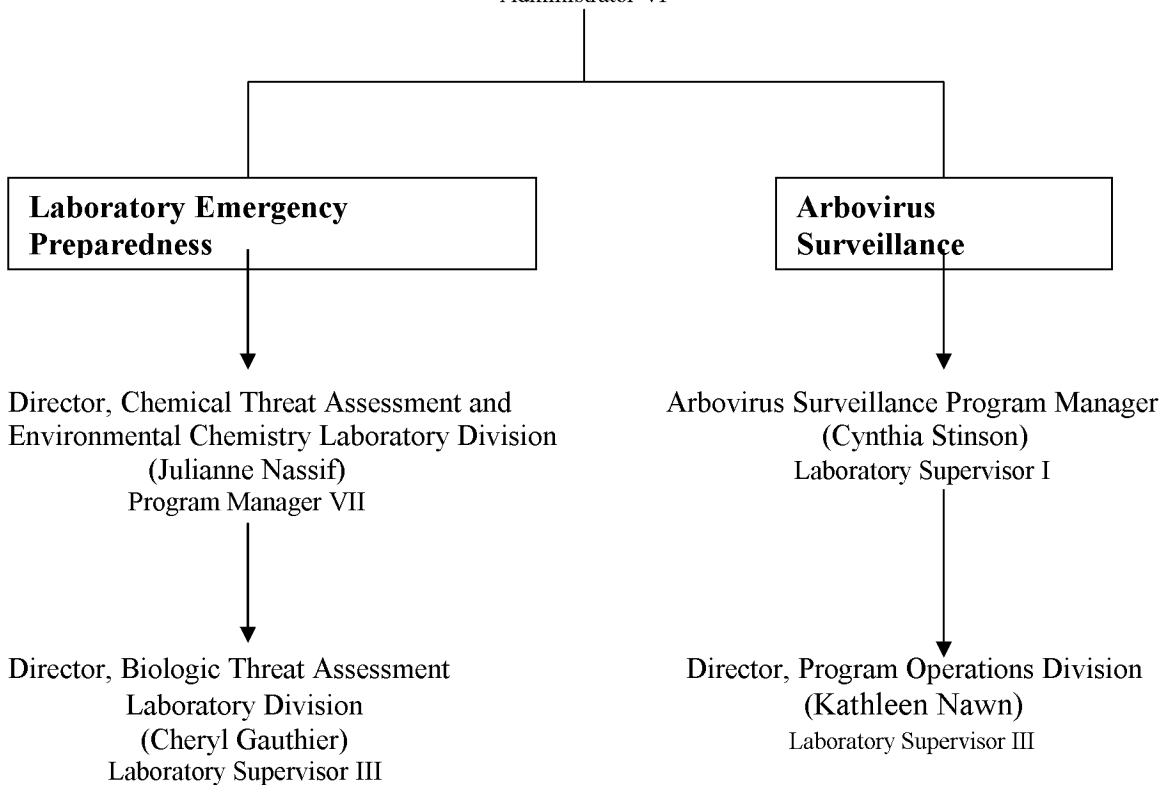 Administrator VI
Laboratory Emergency
Preparedness
Arbovirus
Surveillance
Director, Chemical Threat Assessment and
Environmental Chemistry Laboratory Division
(Julianne Nassif)
Program Manager VII
Arbovirus Surveillance Program Manager
(Cynthia Stinson)
Laboratory Supervisor I
Director, Biologic Threat Assessment
Laboratory Division
(Cheryl Gauthier)
Laboratory Supervisor III
Director, Program Operations Division
(Kathleen Nawn)
Laboratory Supervisor III